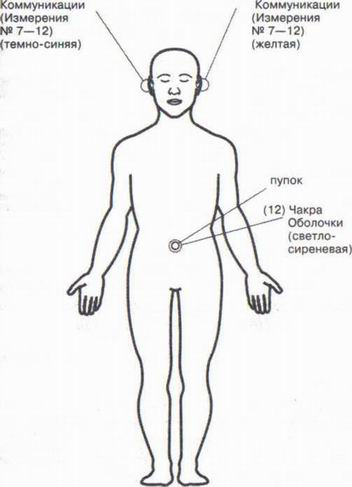 Коммуникации
(Измерения
№ 7—12)
(темно-синяя)
Коммуникации
(Измерения
№ 7—12)
(желтая)
пупок
(12) Чакра
Оболочки
(светло-
сиреневая)